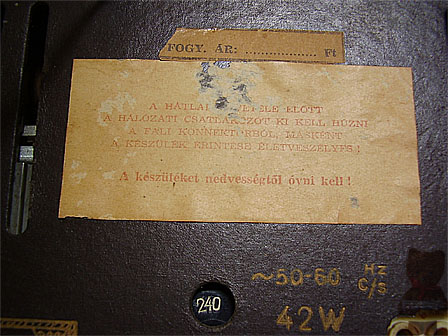 FOGY. ÁR: .................... Ft
A HÁTLAP LEVÉTELE ELŐTT
A HÁLÓZATI CSATLAKOZÓT KI KELL HÚZNI
A FALI KONNEKTORBÓL, MÁSKÉNT
A KÉSZÜLÉK ÉRINTÉSE ÉLETVESZÉLYES!
A készüléket nedvességtől óvni kell!
~50-60 Hz
C/s
240
42W